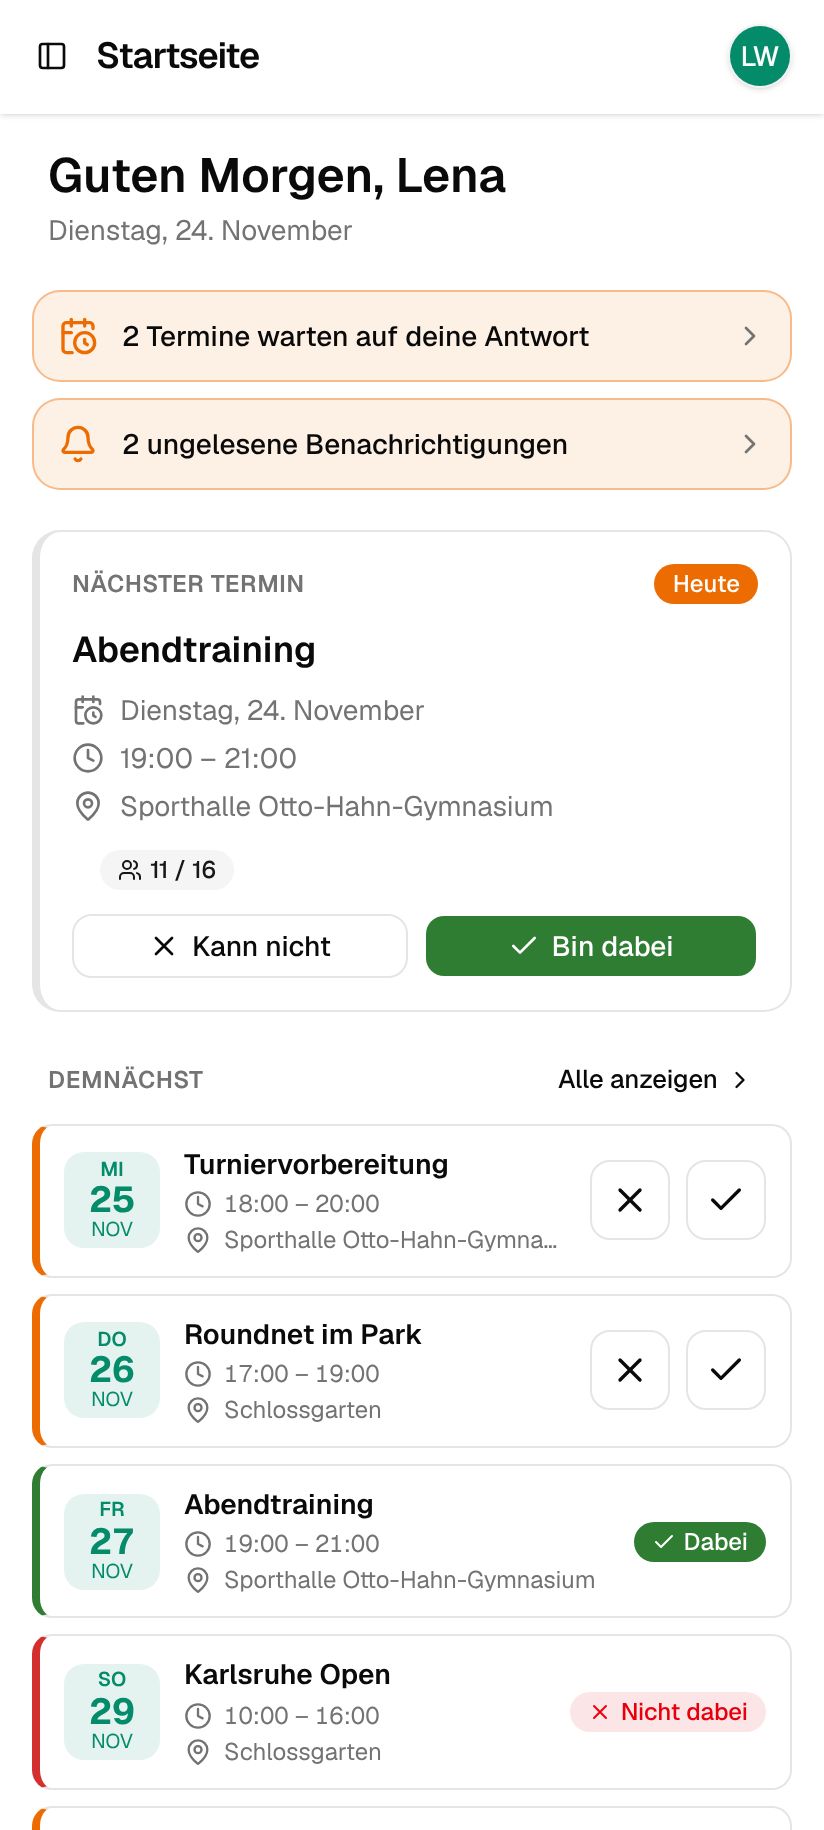 Startseite
LW
Guten Morgen, Lena
Dienstag, 24. November
2 Termine warten auf deine Antwort
2 ungelesene Benachrichtigungen
NÄCHSTER TERMIN
Heute
Abendtraining
Dienstag, 24. November
19:00 – 21:00
Sporthalle Otto-Hahn-Gymnasium
11 / 16
Kann nicht
Bin dabei
DEMNÄCHST
Alle anzeigen
MI
25
NOV
Turniervorbereitung
18:00 – 20:00
Sporthalle Otto-Hahn-Gymna...
DO
26
NOV
Roundnet im Park
17:00 – 19:00
Schlossgarten
FR
27
NOV
Abendtraining
19:00 – 21:00
Sporthalle Otto-Hahn-Gymnasium
Dabei
SO
29
NOV
Karlsruhe Open
10:00 – 16:00
Schlossgarten
Nicht dabei